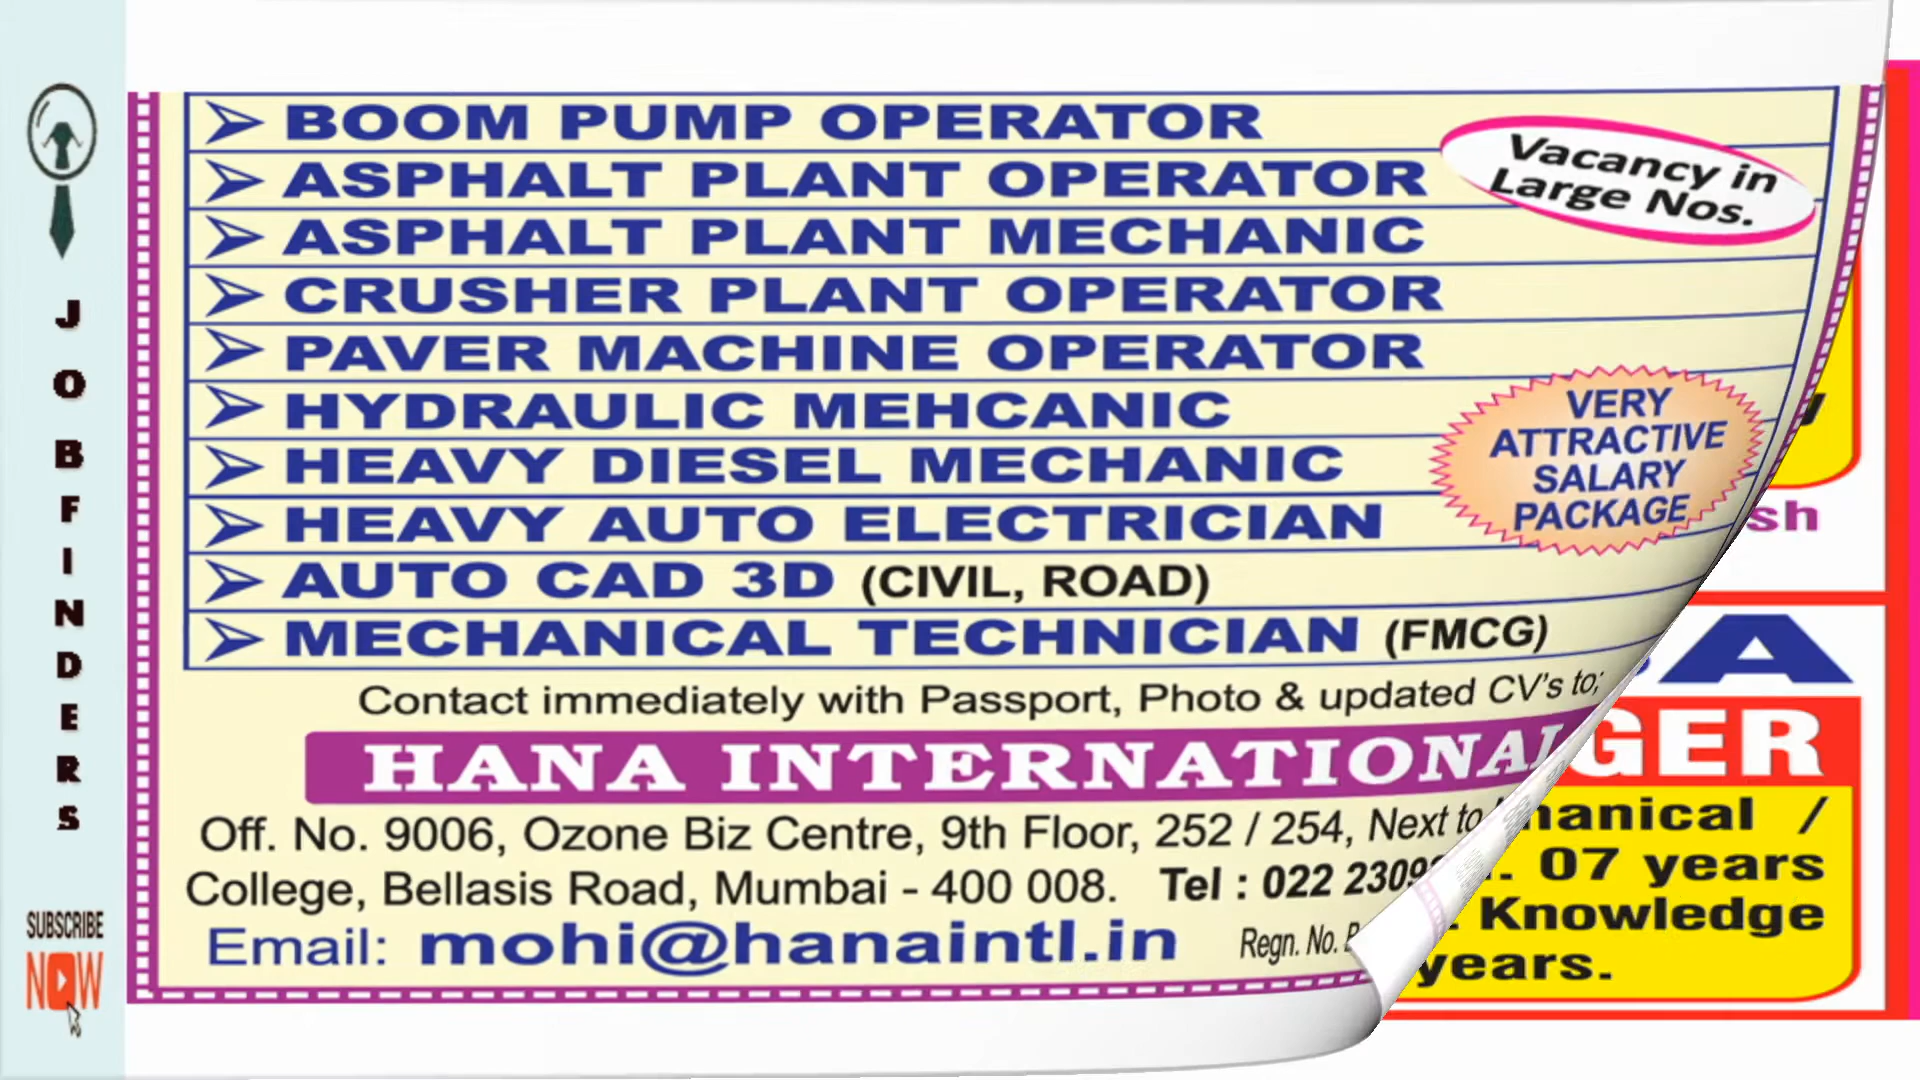 JOBFINDERS
SUBSCRIBE
NOW
BOOM PUMP OPERATOR
ASPHALT PLANT OPERATOR
ASPHALT PLANT MECHANIC
CRUSHER PLANT OPERATOR
PAVER MACHINE OPERATOR
HYDRAULIC MEHCANIC
HEAVY DIESEL MECHANIC
HEAVY AUTO ELECTRICIAN
AUTO CAD 3D (CIVIL, ROAD)
MECHANICAL TECHNICIAN (FMCG)
Vacancy in
Large Nos.
VERY
ATTRACTIVE
SALARY
PACKAGE
Contact immediately with Passport, Photo & updated CV's to;
HANA INTERNATIONAL
Off. No. 9006, Ozone Biz Centre, 9th Floor, 252 / 254, Next to
College, Bellasis Road, Mumbai - 400 008. Tel : 022 2309
Email: mohi@hanaintl.in Regn. No.
sh
A
GER
hanical /
. 07 years
Knowledge
years.